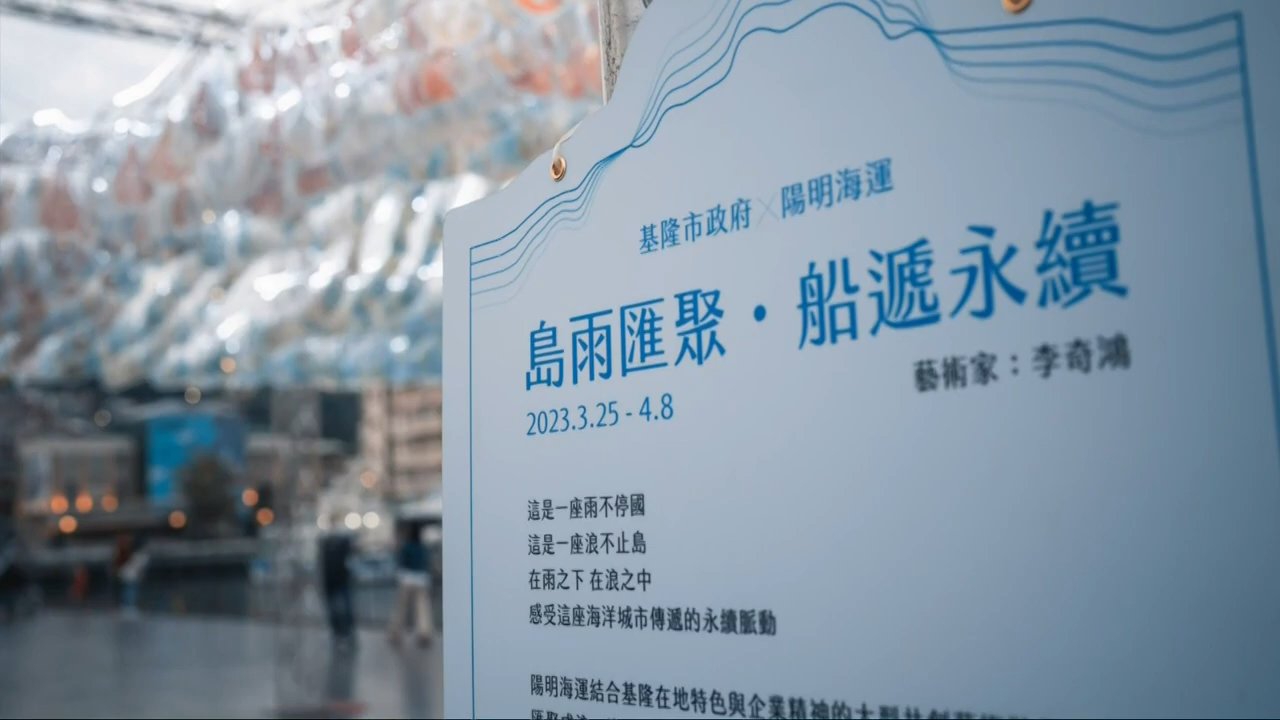 基隆市政府×陽明海運
島雨匯聚・船遞永續
藝術家：李奇鴻
2023.3.25 - 4.8
這是一座雨不停國
這是一座浪不止島
在雨之下 在浪之中
感受這座海洋城市傳遞的永續脈動
陽明海運結合基隆在地特色與企業精神的大型共創藝術